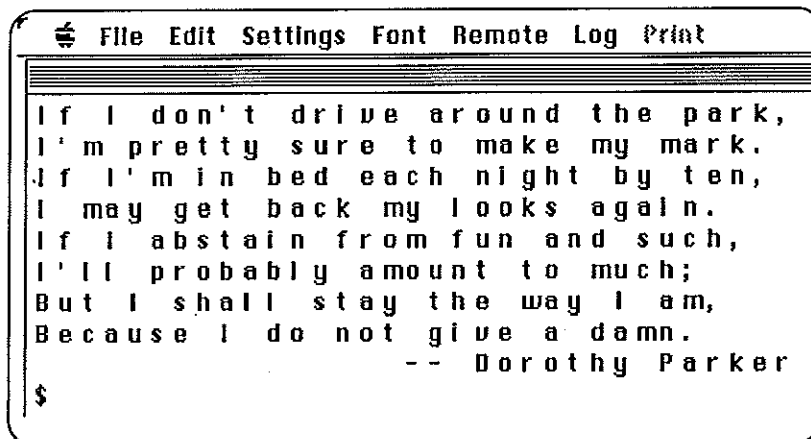 File Edit Settings Font Remote Log Print
If I don't drive around the park,
I'm pretty sure to make my mark.
If I'm in bed each night by ten,
I may get back my looks again.
If I abstain from fun and such,
I'll probably amount to much;
But I shall stay the way I am,
Because I do not give a damn.
-- Dorothy Parker
$